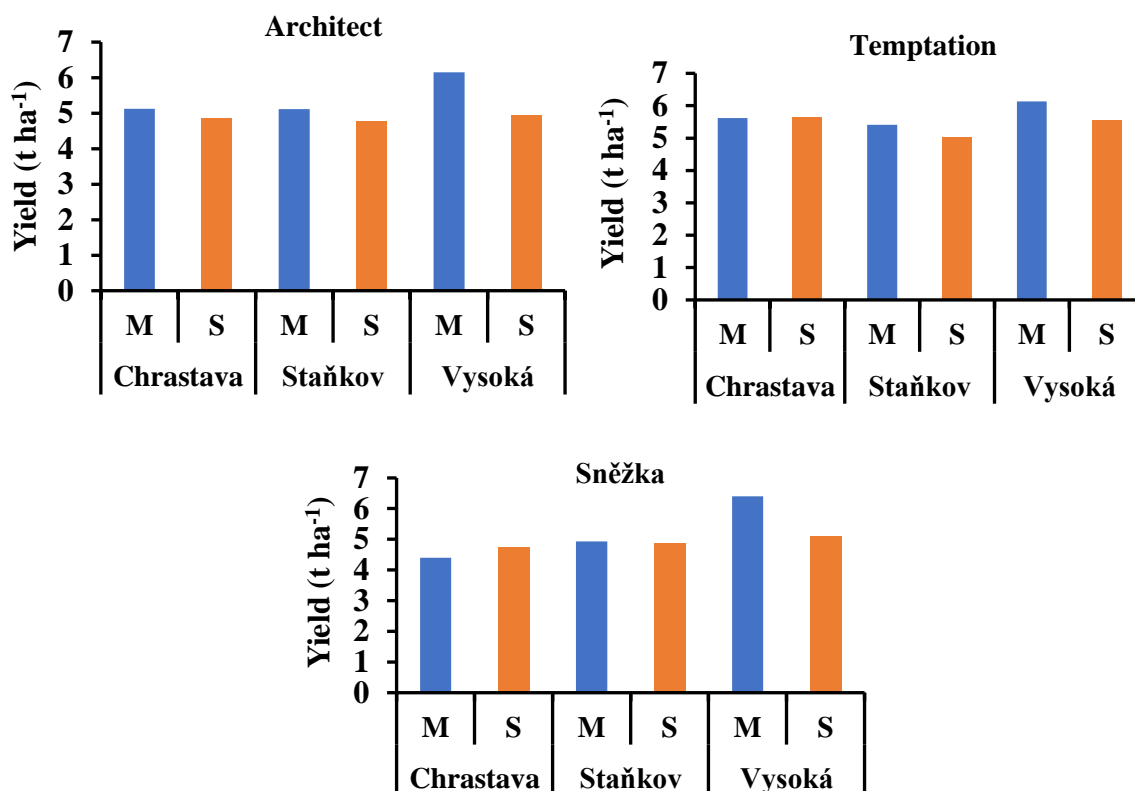 Architect
Yield (t ha-1)
7
6
5
4
3
2
1
0
M S M S M S
Chrastava Staňkov Vysoká
Temptation
Yield (t ha-1)
7
6
5
4
3
2
1
0
M S M S M S
Chrastava Staňkov Vysoká
Sněžka
Yield (t ha-1)
7
6
5
4
3
2
1
0
M S M S M S
Chrastava Staňkov Vysoká